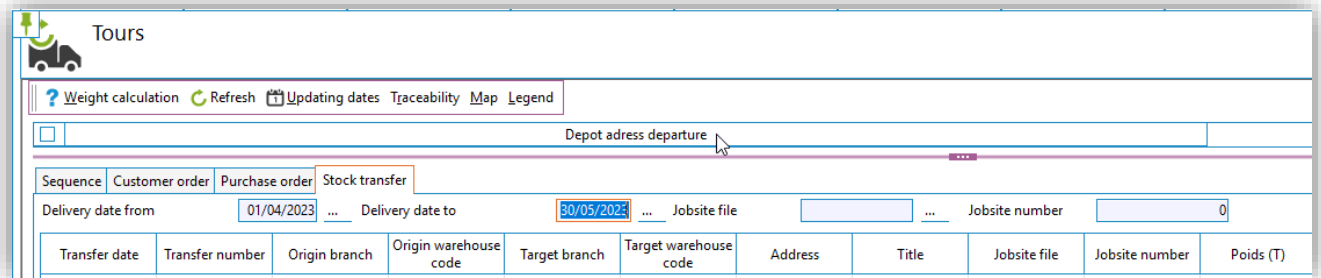 Tours
? Weight calculation Refresh Updating dates Traceability Map Legend
Depot adress departure
Sequence Customer order Purchase order Stock transfer
Delivery date from 01/04/2023 ... Delivery date to 30/05/2023 ... Jobsite file ... Jobsite number 0
Transfer date Transfer number Origin branch Origin warehouse code Target branch Target warehouse code Address Title Jobsite file Jobsite number Poids (T)